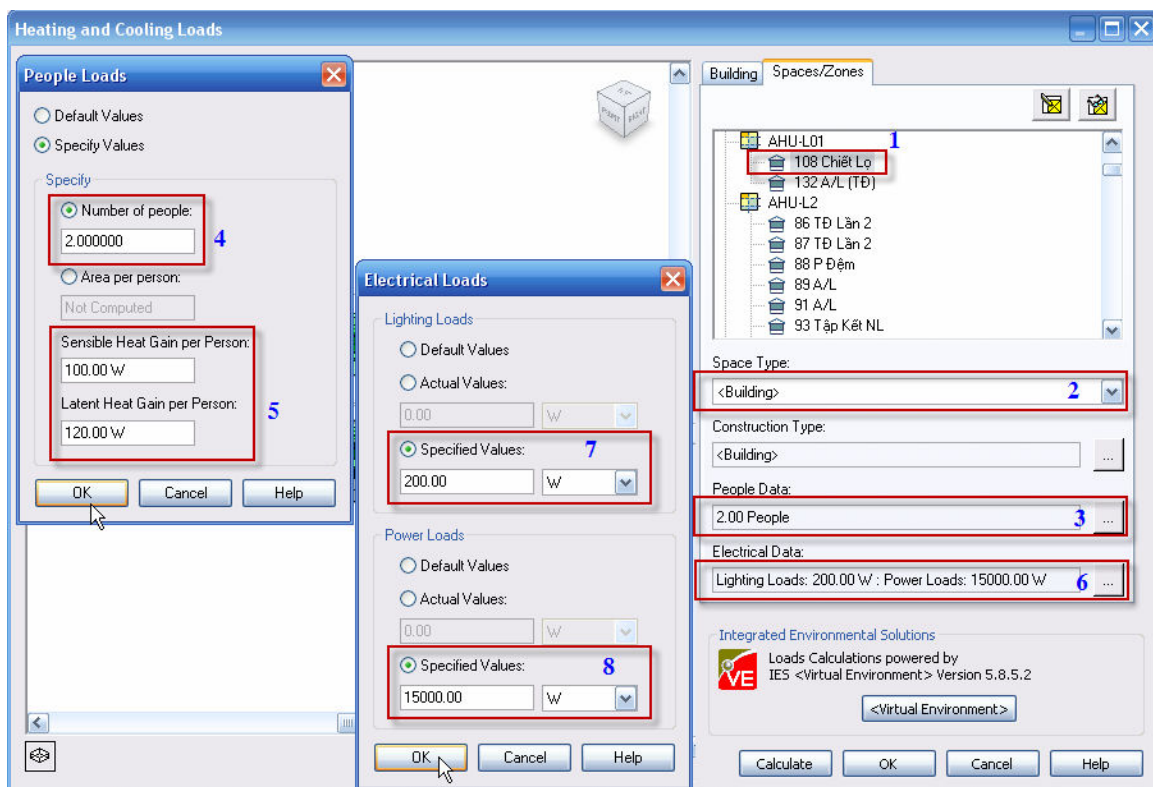 Heating and Cooling Loads
People Loads
Default Values
Specify Values
Specify
Number of people:
2.000000
4
Area per person:
Not Computed
Sensible Heat Gain per Person:
100.00 W
Latent Heat Gain per Person:
5
120.00 W
OK
Cancel
Help
Electrical Loads
Lighting Loads
Default Values
Actual Values:
0.00
W
Specified Values:
7
200.00
W
Power Loads
Default Values
Actual Values:
0.00
W
Specified Values:
8
15000.00
W
OK
Cancel
Help
Building
Spaces/Zones
AHU-L01
1
108 Chiết Lọ
132 A/L (TĐ)
AHU-L2
86 TĐ Lần 2
87 TĐ Lần 2
88 P Đệm
89 A/L
91 A/L
93 Tập Kết NL
Space Type:
<Building>
2
Construction Type:
<Building>
...
People Data:
2.00 People
3
...
Electrical Data:
Lighting Loads: 200.00 W : Power Loads: 15000.00 W
6
...
Integrated Environmental Solutions
VE
Loads Calculations powered by
IES <Virtual Environment> Version 5.8.5.2
<Virtual Environment>
Calculate
OK
Cancel
Help